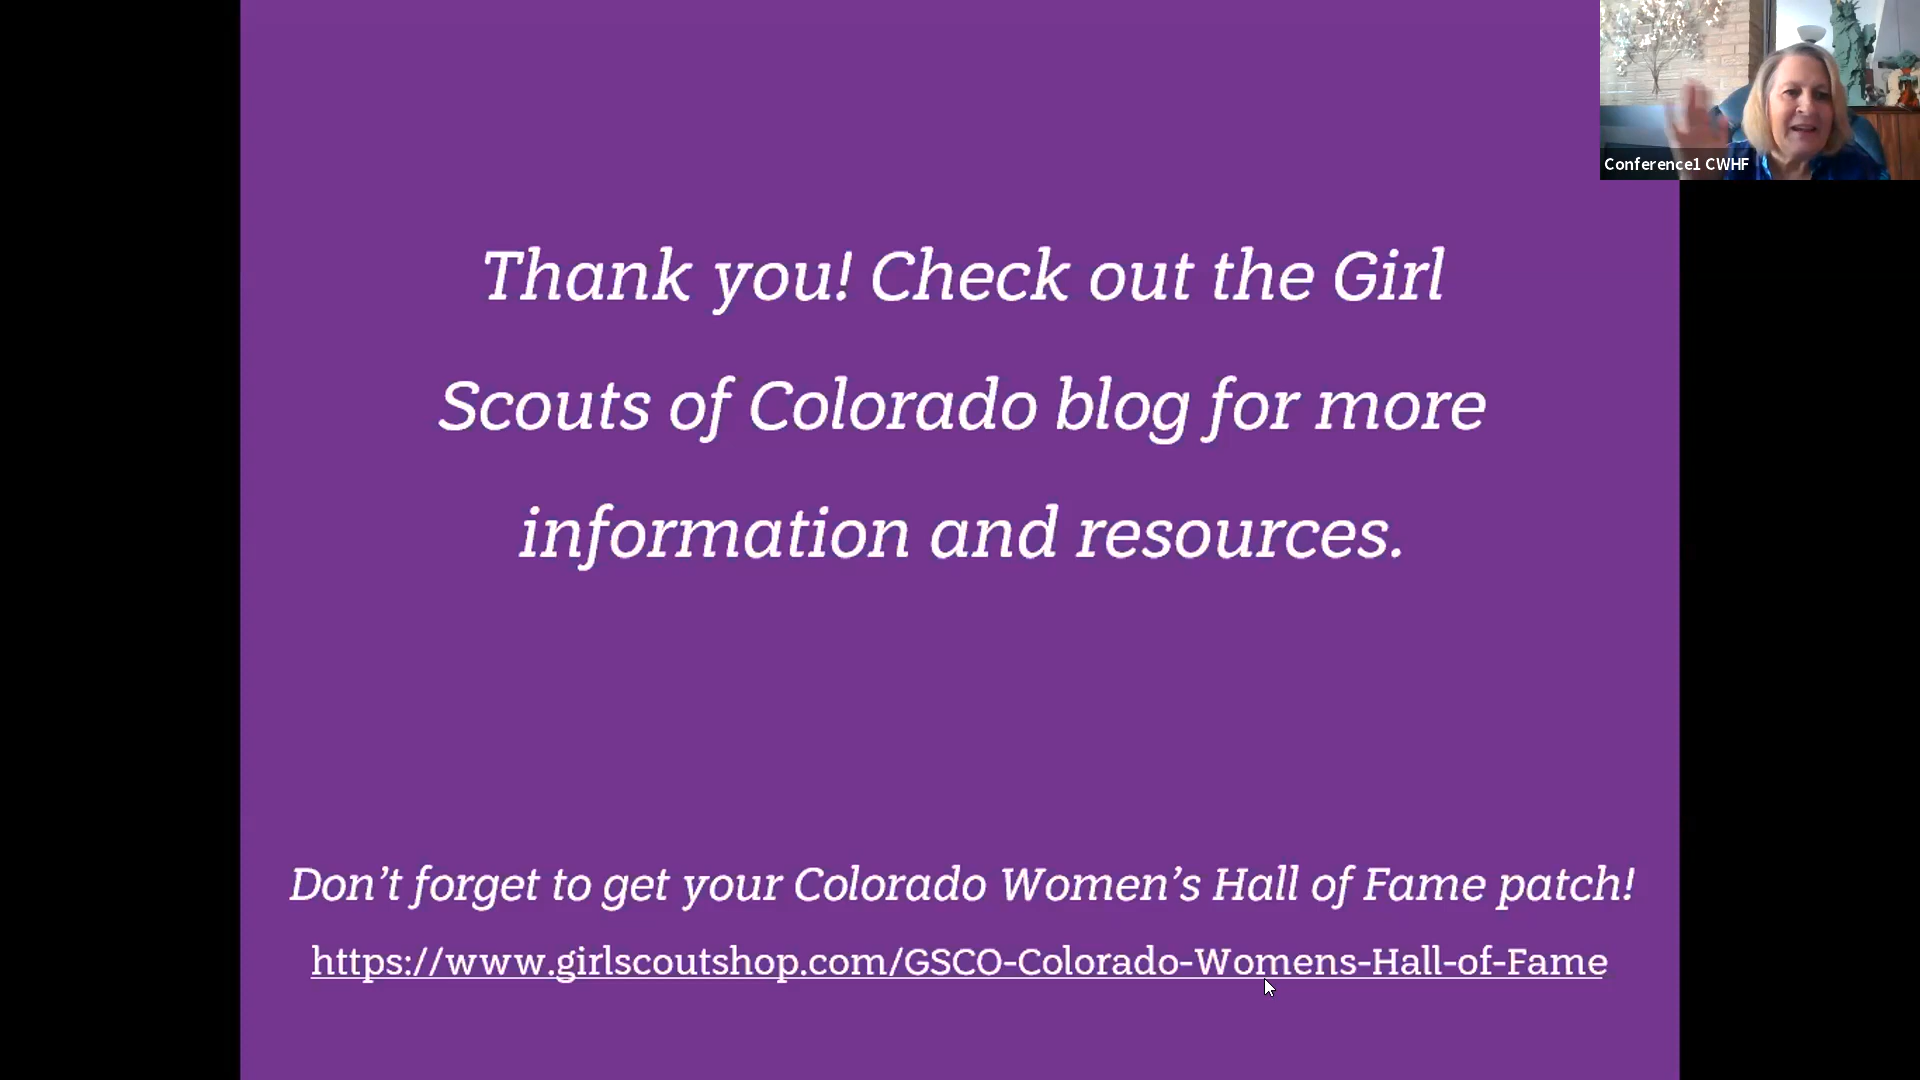 Conference1 CWHF
Thank you! Check out the Girl
Scouts of Colorado blog for more
information and resources.
Don’t forget to get your Colorado Women’s Hall of Fame patch!
https://www.girlscoutshop.com/GSCO-Colorado-Womens-Hall-of-Fame